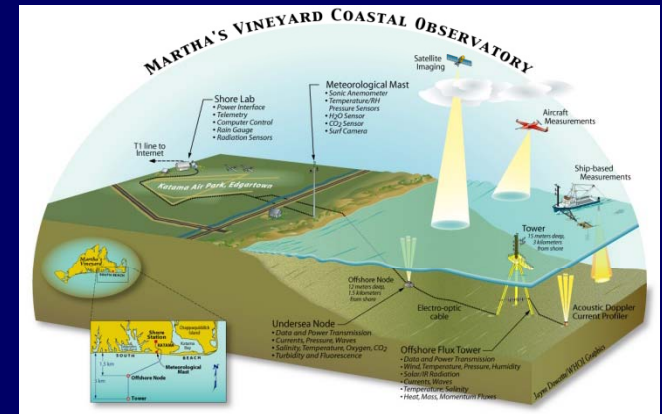 MARTHA'S VINEYARD COASTAL OBSERVATORY
Satellite
Imaging
Meteorological Mast
• Sonic Anemometer
• Temperature/RH
Pressure Sensors
• H2O Sensor
• CO2 Sensor
• Surf Camera
Shore Lab
• Power Interface
• Telemetry
• Computer Control
• Rain Gauge
• Radiation Sensors
Aircraft
Measurements
T1 line to
Internet
Ship-based
Measurements
Katama Air Park, Edgartown
Tower
15 meters deep,
3 kilometers
from shore
Martha's
Vineyard
SOUTH BEACH
Offshore Node
12 meters deep,
1.5 kilometers
from shore
Electro-optic
cable
Acoustic Doppler
Current Profiler
Undersea Node
• Data and Power Transmission
• Currents, Pressure, Waves
• Salinity, Temperature, Oxygen, CO2
• Turbidity and Fluorescence
Offshore Flux Tower
• Data and Power Transmission
• Wind, Temperature, Pressure, Humidity
• Solar/IR Radiation
• Currents, Waves
• Temperature, Salinity
• Heat, Mass, Momentum Fluxes
Shore
Station
Chappaquiddick
Island
KATAMA
SOUTH BEACH
Meteorological
Mast
Offshore Node
Tower
Jayne Doucette/WHOI Graphics